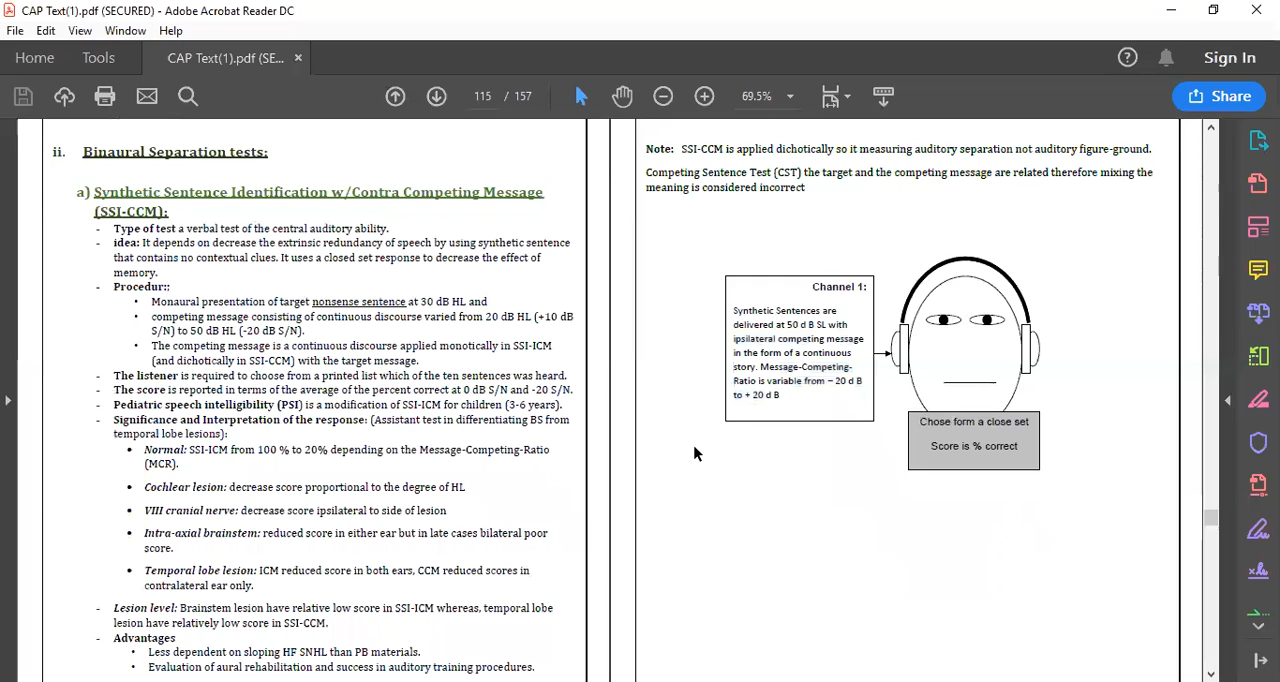 CAP Text(1).pdf (SECURED) - Adobe Acrobat Reader DC
File Edit View Window Help
Home Tools CAP Text(1).pdf (SE... × Sign In
115 / 157 69.5% Share
ii. Binaural Separation tests:
a) Synthetic Sentence Identification w/Contra Competing Message
(SSI-CCM):
- Type of test a verbal test of the central auditory ability.
- idea: It depends on decrease the extrinsic redundancy of speech by using synthetic sentence
that contains no contextual clues. It uses a closed set response to decrease the effect of
memory.
- Procedur::
• Monaural presentation of target nonsense sentence at 30 dB HL and
• competing message consisting of continuous discourse varied from 20 dB HL (+10 dB
S/N) to 50 dB HL (-20 dB S/N).
• The competing message is a continuous discourse applied monotically in SSI-ICM
(and dichotically in SSI-CCM) with the target message.
- The listener is required to choose from a printed list which of the ten sentences was heard.
- The score is reported in terms of the average of the percent correct at 0 dB S/N and -20 S/N.
- Pediatric speech intelligibility (PSI) is a modification of SSI-ICM for children (3-6 years).
- Significance and Interpretation of the response: (Assistant test in differentiating BS from
temporal lobe lesions):
• Normal: SSI-ICM from 100 % to 20% depending on the Message-Competing-Ratio
(MCR).
• Cochlear lesion: decrease score proportional to the degree of HL
• VIII cranial nerve: decrease score ipsilateral to side of lesion
• Intra-axial brainstem: reduced score in either ear but in late cases bilateral poor
score.
• Temporal lobe lesion: ICM reduced score in both ears, CCM reduced scores in
contralateral ear only.
- Lesion level: Brainstem lesion have relative low score in SSI-ICM whereas, temporal lobe
lesion have relatively low score in SSI-CCM.
- Advantages
• Less dependent on sloping HF SNHL than PB materials.
• Evaluation of aural rehabilitation and success in auditory training procedures.
Note: SSI-CCM is applied dichotically so it measuring auditory separation not auditory figure-ground.
Competing Sentence Test (CST) the target and the competing message are related therefore mixing the
meaning is considered incorrect
Channel 1:
Synthetic Sentences are
delivered at 50 d B SL with
ipsilateral competing message
in the form of a continuous
story. Message-Competing-
Ratio is variable from – 20 d B
to + 20 d B
Chose form a close set
Score is % correct